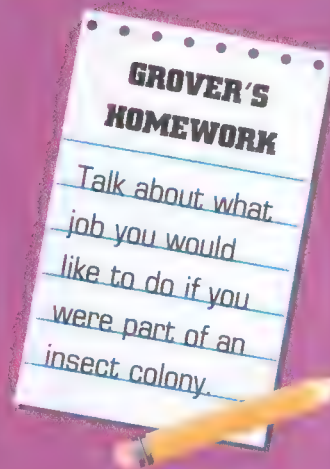 GROVER'S
HOMEWORK
Talk about what
job you would
like to do if you
were part of an
insect colony.